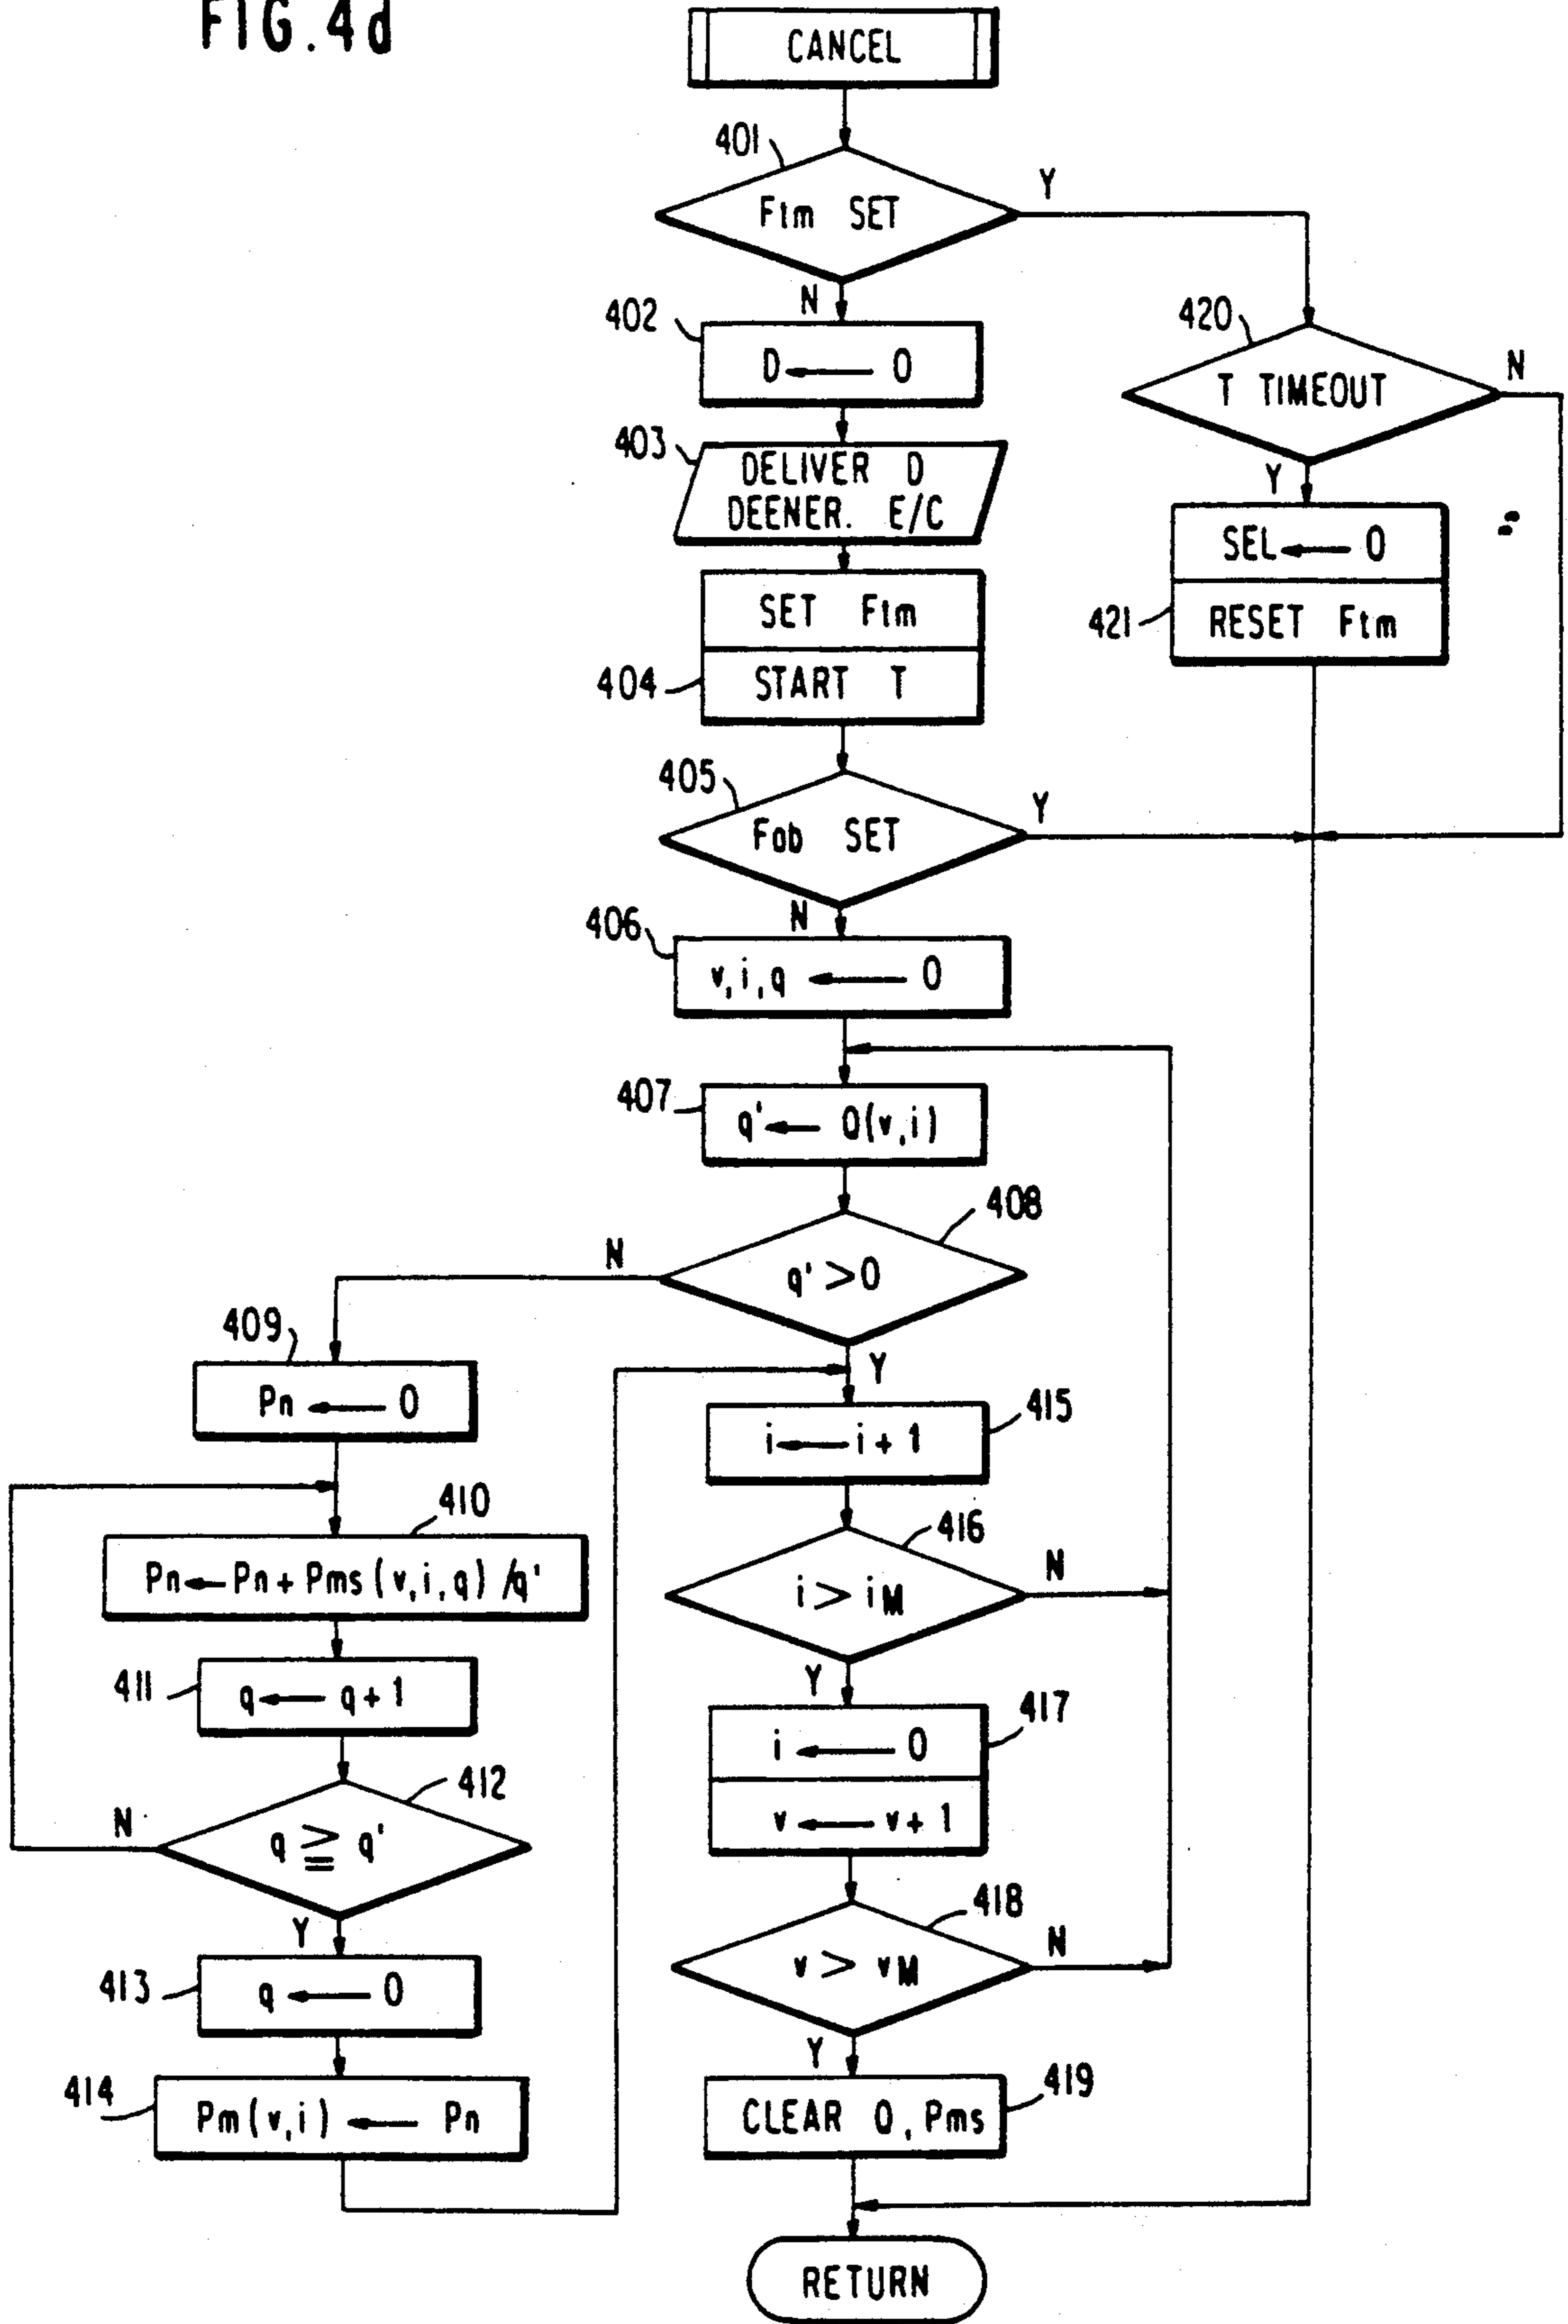 FIG.4d
CANCEL
401
Ftm SET
Y
N
402
D ← 0
420
T TIMEOUT
N
Y
403
DELIVER D
DEENER. E/C
SEL ← 0
421
RESET Ftm
SET Ftm
404
START T
405
Fab SET
Y
N
406
v,i,q ← 0
407
q' ← Q(v,i)
408
q' > 0
N
Y
409
Pn ← 0
415
i ← i+1
410
Pn ← Pn + Pms(v,i,q)/q'
416
i > iM
N
Y
411
q ← q+1
417
i ← 0
v ← v+1
412
q ≧ q'
N
Y
418
v > vM
N
Y
413
q ← 0
414
Pm(v,i) ← Pn
419
CLEAR Q, Pms
RETURN